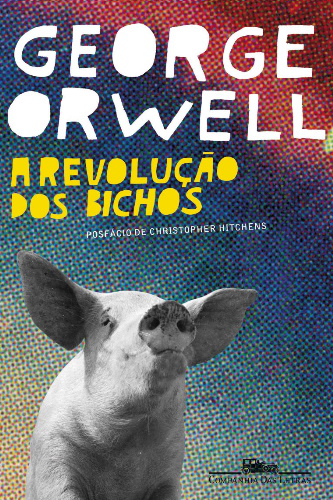 GEORGE
ORWELL
A REVOLUÇÃO
DOS BICHOS
POSFÁCIO DE CHRISTOPHER HITCHENS
COMPANHIA DAS LETRAS